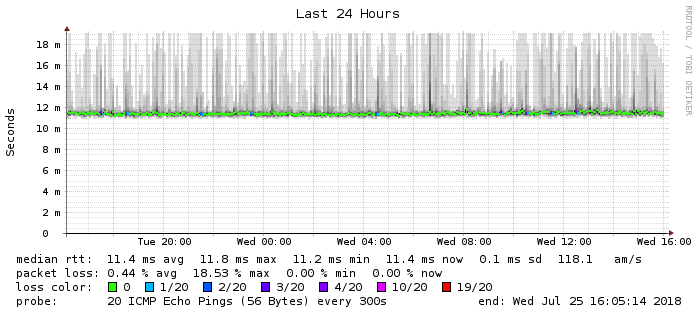 Last 24 Hours
RRDTOOL / TOBI OETIKER
Seconds
18 m
16 m
14 m
12 m
10 m
8 m
6 m
4 m
2 m
0
Tue 20:00 Wed 00:00 Wed 04:00 Wed 08:00 Wed 12:00 Wed 16:00
median rtt: 11.4 ms avg 11.8 ms max 11.2 ms min 11.4 ms now 0.1 ms sd 118.1 am/s
packet loss: 0.44 % avg 18.53 % max 0.00 % min 0.00 % now
loss color: 0 1/20 2/20 3/20 4/20 10/20 19/20
probe: 20 ICMP Echo Pings (56 Bytes) every 300s end: Wed Jul 25 16:05:14 2018